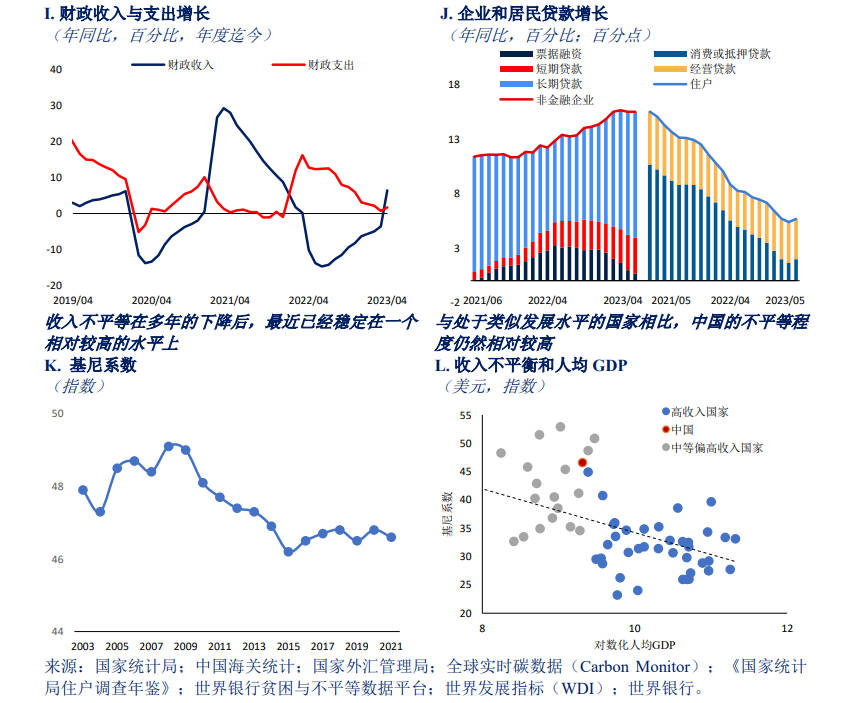 I. 财政收入与支出增长
（年同比，百分比，年度迄今）
40
30
20
10
0
-10
-20
财政收入
财政支出
2019/04
2020/04
2021/04
2022/04
2023/04
J. 企业和居民贷款增长
（年同比，百分比；百分点）
票据融资
消费或抵押贷款
短期贷款
经营贷款
长期贷款
住户
非金融企业
18
13
8
3
-2
2021/06
2022/04
2023/04
2021/05
2022/04
2023/05
收入不平等在多年的下降后，最近已经稳定在一个
相对较高的水平上
K. 基尼系数
（指数）
50
48
46
44
2003
2005
2007
2009
2011
2013
2015
2017
2019
2021
与处于类似发展水平的国家相比，中国的不平等程
度仍然相对较高
L. 收入不平衡和人均 GDP
（美元，指数）
55
50
45
40
35
30
25
20
基尼系数
高收入国家
中国
中等偏高收入国家
8
10
12
对数化人均GDP
来源：国家统计局；中国海关统计；国家外汇管理局；全球实时碳数据（Carbon Monitor）；《国家统计
局住户调查年鉴》；世界银行贫困与不平等数据平台；世界发展指标（WDI）；世界银行。